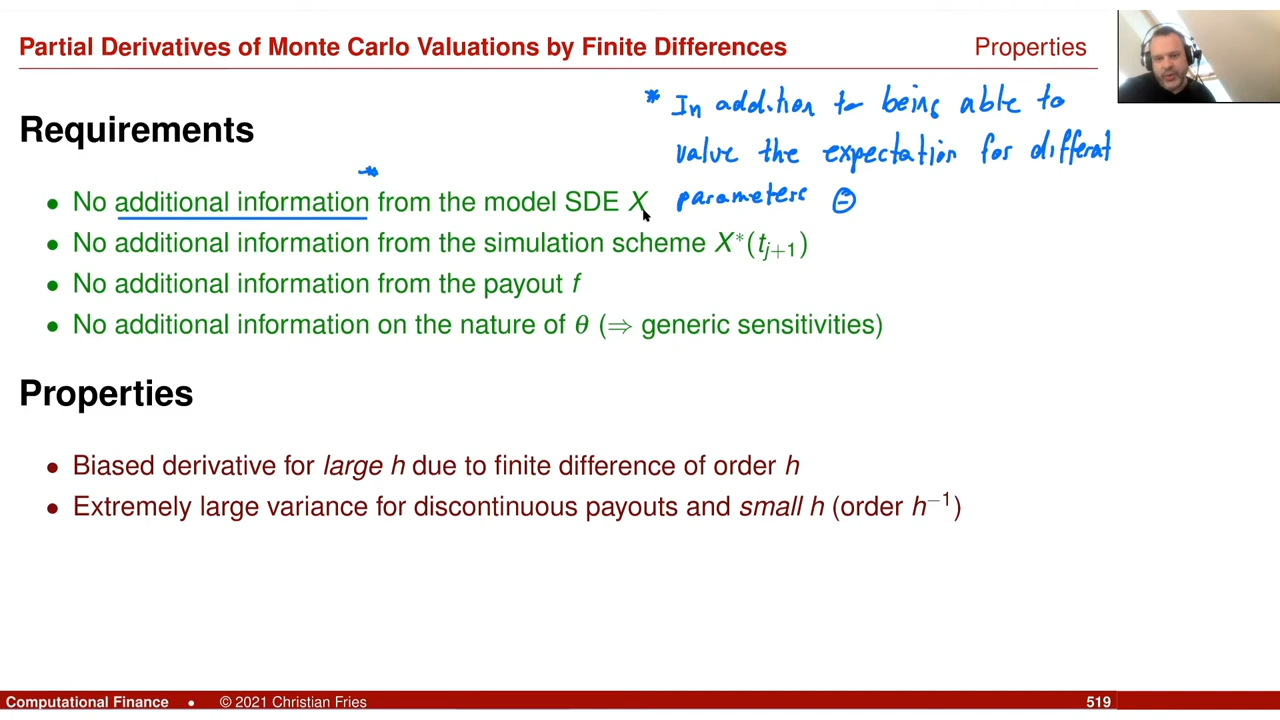 Partial Derivatives of Monte Carlo Valuations by Finite Differences
Properties
* In addition to being able to
value the expectation for different
parameters Θ
Requirements
*
• No additional information from the model SDE X
• No additional information from the simulation scheme X*(t_{j+1})
• No additional information from the payout f
• No additional information on the nature of θ (⇒ generic sensitivities)
Properties
• Biased derivative for large h due to finite difference of order h
• Extremely large variance for discontinuous payouts and small h (order h⁻¹)
Computational Finance • © 2021 Christian Fries
519